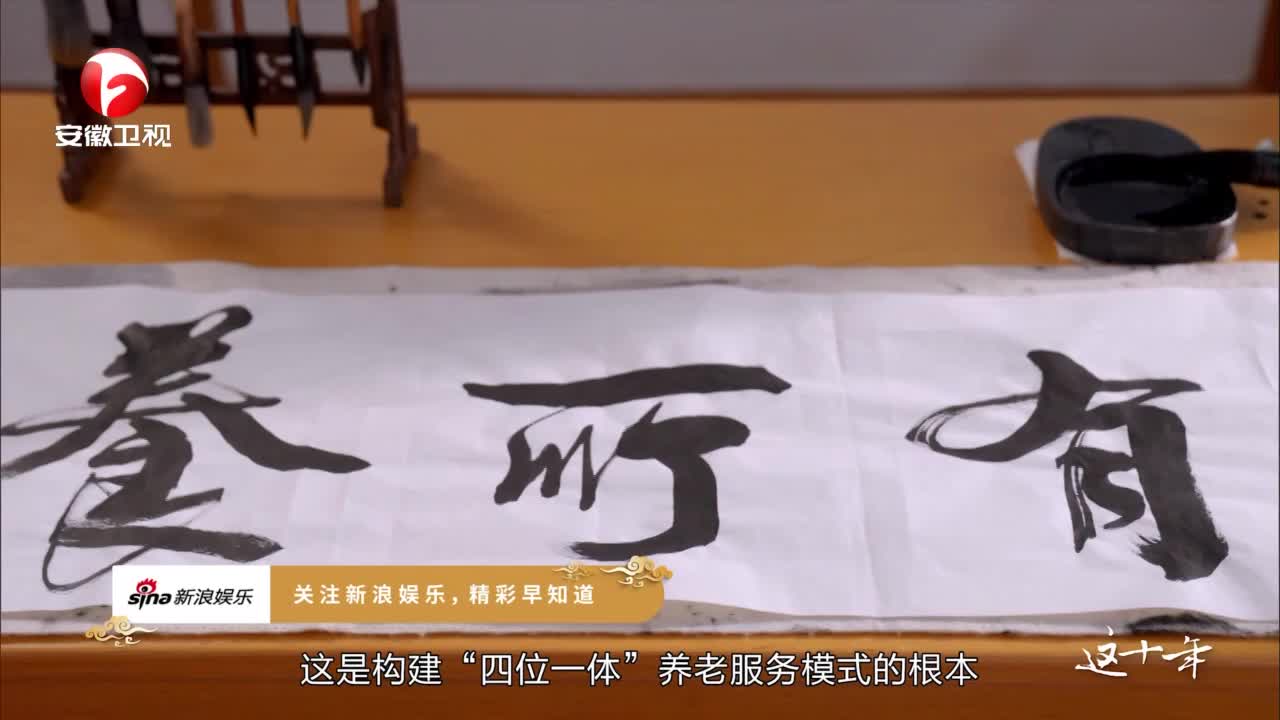 安徽卫视
有所養
sina新浪娱乐
关注新浪娱乐，精彩早知道
这是构建“四位一体”养老服务模式的根本
这十年